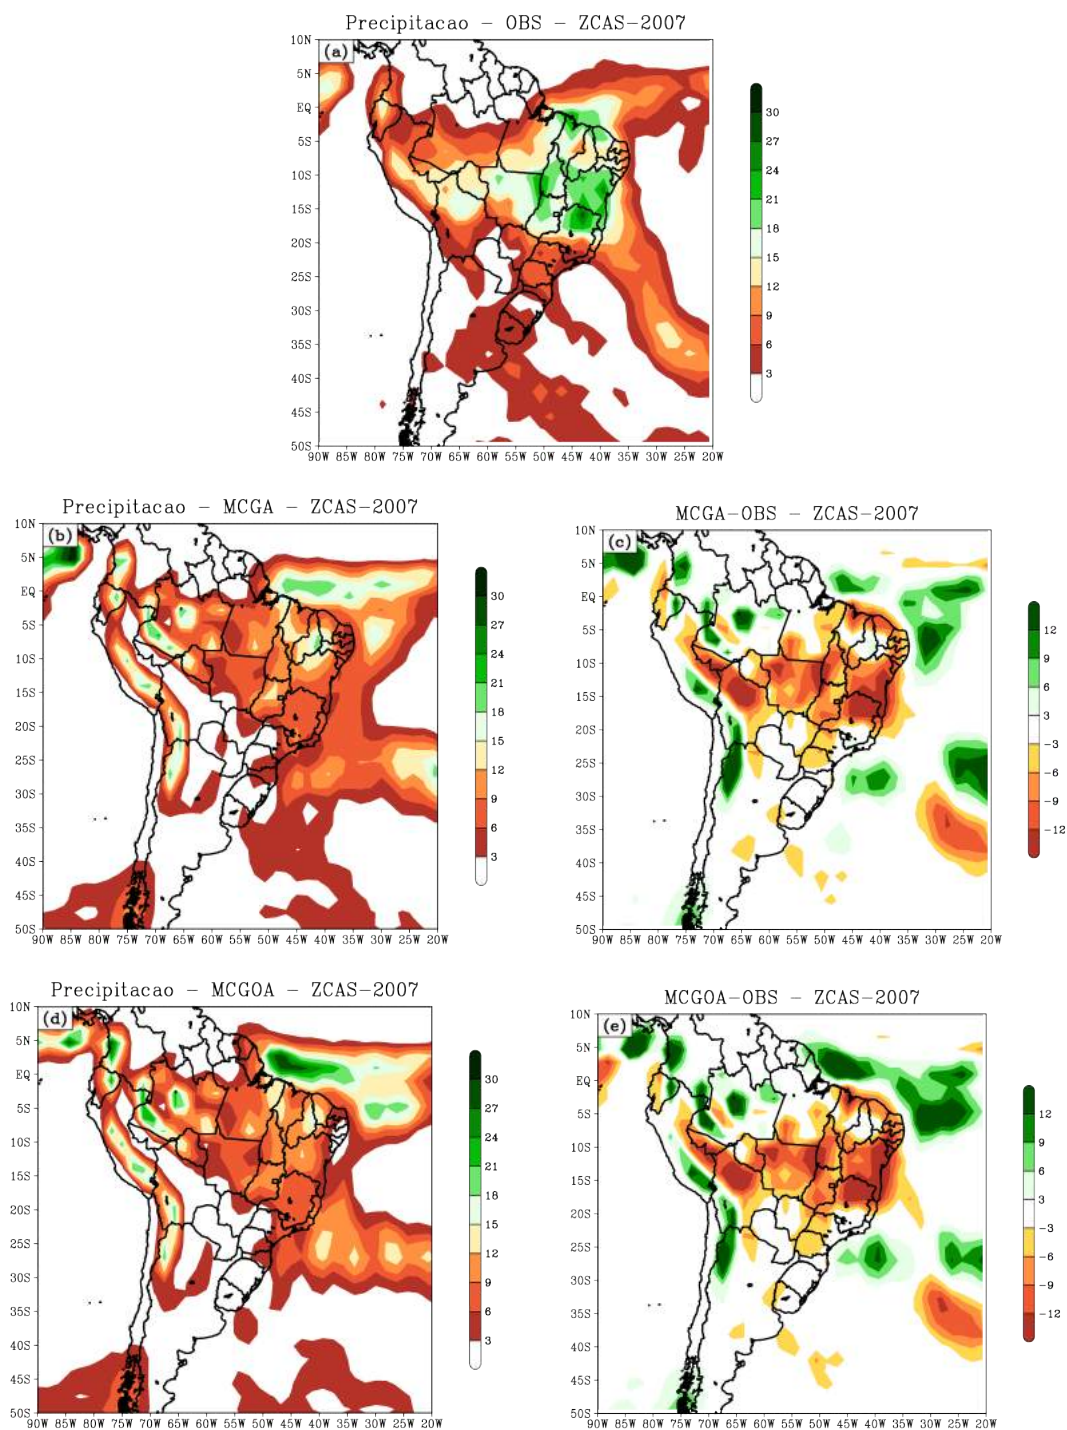 Precipitacao - OBS - ZCAS-2007
(a)
10N
5N
EQ
5S
10S
15S
20S
25S
30S
35S
40S
45S
50S
90W 85W 80W 75W 70W 65W 60W 55W 50W 45W 40W 35W 30W 25W 20W
30
27
24
21
18
15
12
9
6
3
Precipitacao - MCGA - ZCAS-2007
(b)
10N
5N
EQ
5S
10S
15S
20S
25S
30S
35S
40S
45S
50S
90W 85W 80W 75W 70W 65W 60W 55W 50W 45W 40W 35W 30W 25W 20W
30
27
24
21
18
15
12
9
6
3
MCGA-OBS - ZCAS-2007
(c)
10N
5N
EQ
5S
10S
15S
20S
25S
30S
35S
40S
45S
50S
90W 85W 80W 75W 70W 65W 60W 55W 50W 45W 40W 35W 30W 25W 20W
12
9
6
3
-3
-6
-9
-12
Precipitacao - MCGOA - ZCAS-2007
(d)
10N
5N
EQ
5S
10S
15S
20S
25S
30S
35S
40S
45S
50S
90W 85W 80W 75W 70W 65W 60W 55W 50W 45W 40W 35W 30W 25W 20W
30
27
24
21
18
15
12
9
6
3
MCGOA-OBS - ZCAS-2007
(e)
10N
5N
EQ
5S
10S
15S
20S
25S
30S
35S
40S
45S
50S
90W 85W 80W 75W 70W 65W 60W 55W 50W 45W 40W 35W 30W 25W 20W
12
9
6
3
-3
-6
-9
-12